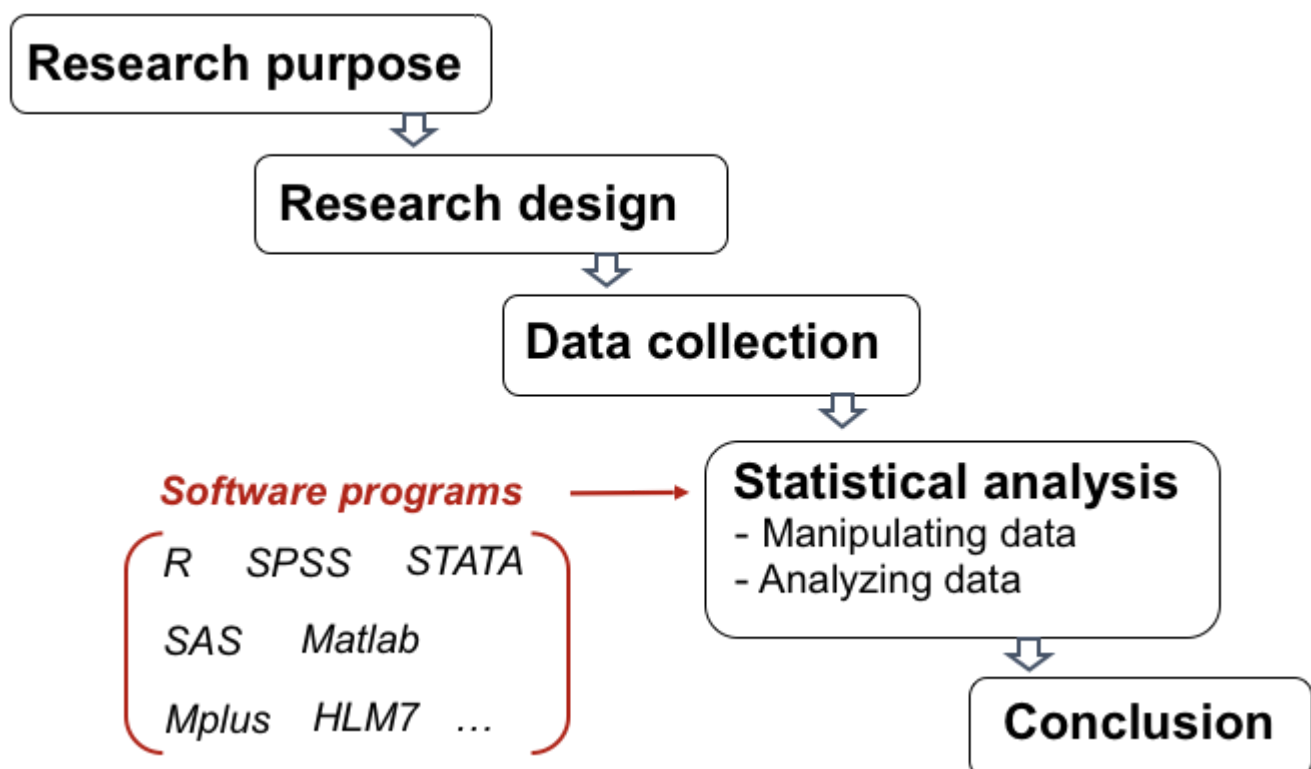 Research purpose
Research design
Data collection
Statistical analysis
- Manipulating data
- Analyzing data
Software programs
R SPSS STATA
SAS Matlab
Mplus HLM7 …
Conclusion